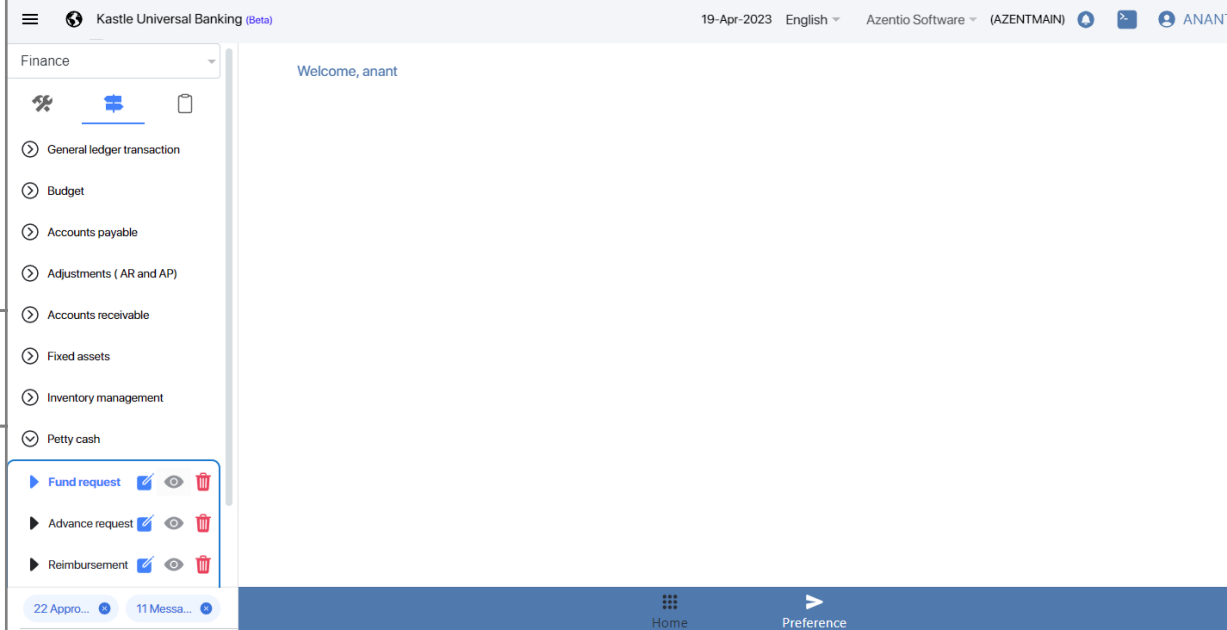 Kastle Universal Banking (Beta)
19-Apr-2023 English Azentio Software (AZENTMAIN) ANANT
Finance
Welcome, anant
General ledger transaction
Budget
Accounts payable
Adjustments ( AR and AP)
Accounts receivable
Fixed assets
Inventory management
Petty cash
Fund request
Advance request
Reimbursement
22 Appro... 11 Messa...
Home Preference